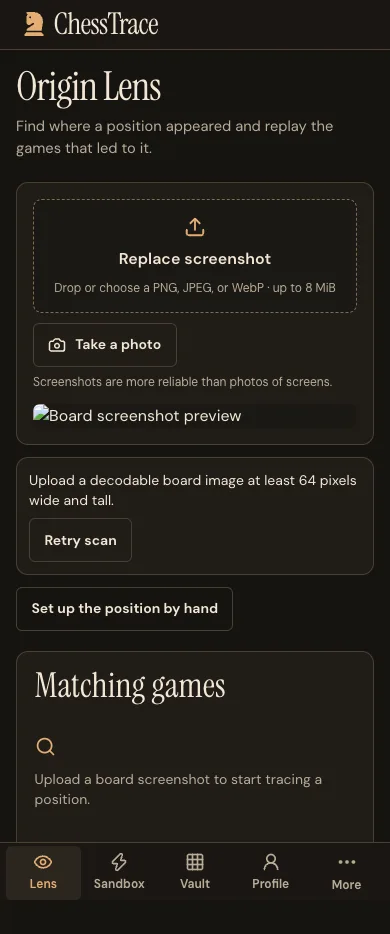 ChessTrace
Origin Lens
Find where a position appeared and replay the
games that led to it.
Replace screenshot
Drop or choose a PNG, JPEG, or WebP · up to 8 MiB
Take a photo
Screenshots are more reliable than photos of screens.
Board screenshot preview
Upload a decodable board image at least 64 pixels
wide and tall.
Retry scan
Set up the position by hand
Matching games
Upload a board screenshot to start tracing a
position.
Lens
Sandbox
Vault
Profile
More